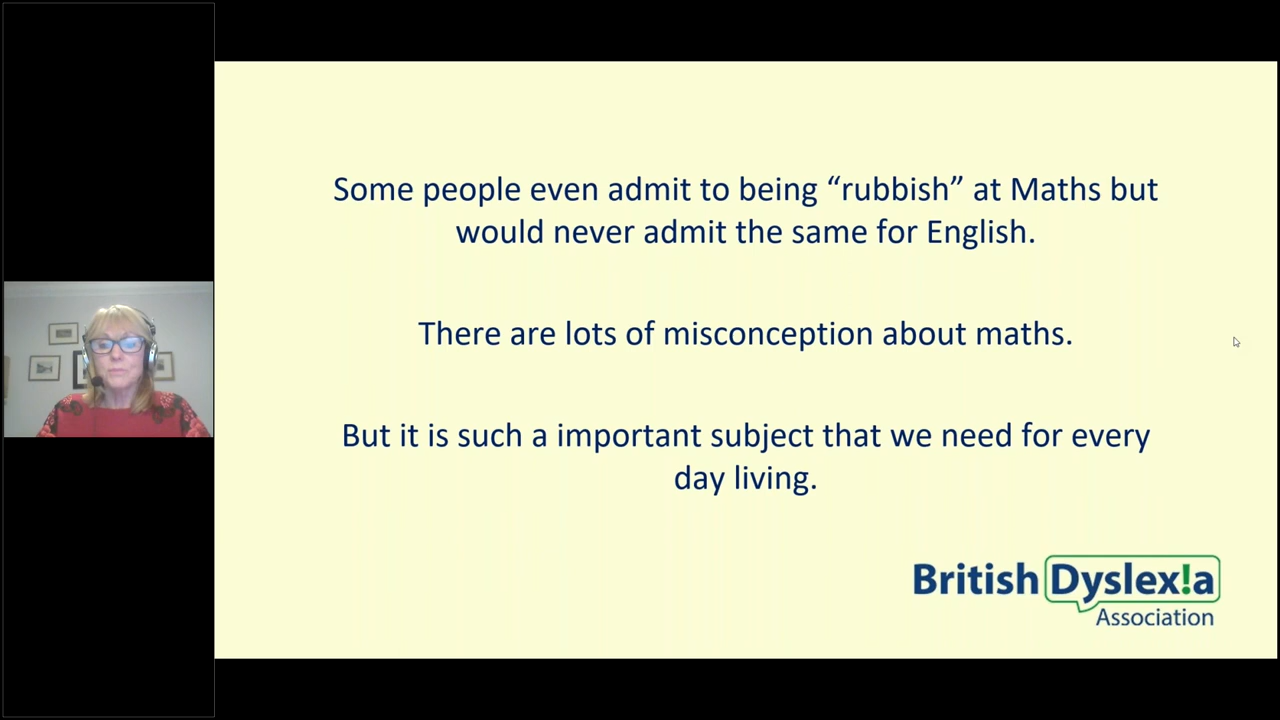 Some people even admit to being “rubbish” at Maths but
would never admit the same for English.
There are lots of misconception about maths.
But it is such a important subject that we need for every
day living.
British Dyslex!a
Association